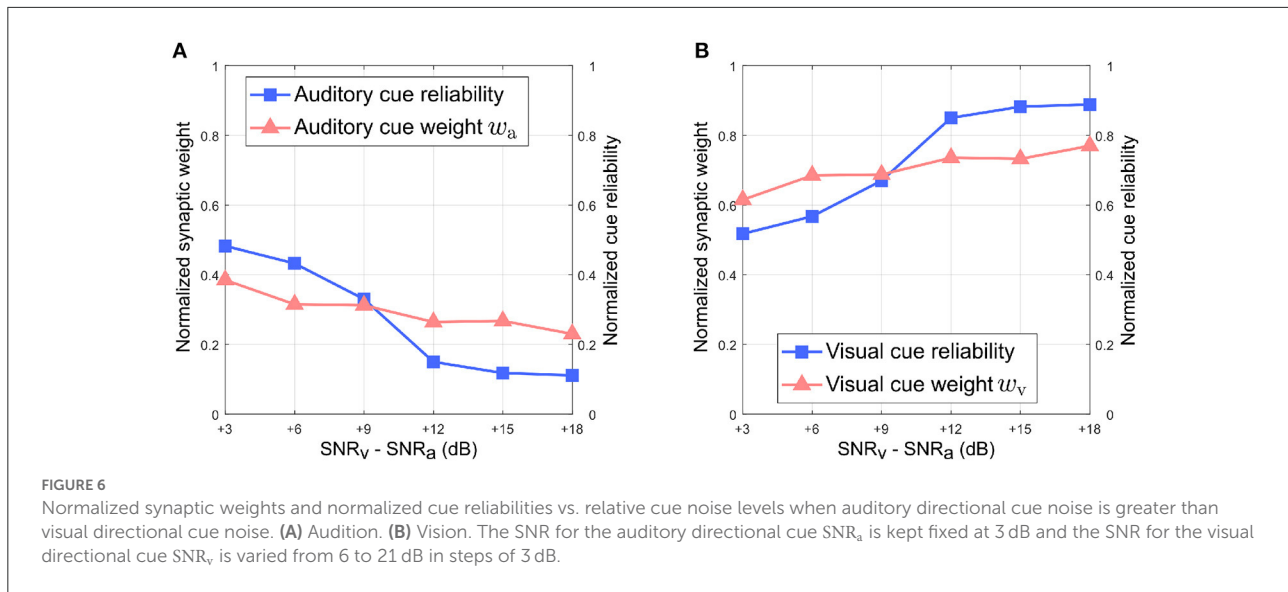 A
1
0.8
0.6
0.4
0.2
0
Normalized synaptic weight
Auditory cue reliability
Auditory cue weight wa
1
0.8
0.6
0.4
0.2
0
Normalized cue reliability
+3 +6 +9 +12 +15 +18
SNRv - SNRa (dB)
B
1
0.8
0.6
0.4
0.2
0
Normalized synaptic weight
Visual cue reliability
Visual cue weight wv
1
0.8
0.6
0.4
0.2
0
Normalized cue reliability
+3 +6 +9 +12 +15 +18
SNRv - SNRa (dB)
FIGURE 6
Normalized synaptic weights and normalized cue reliabilities vs. relative cue noise levels when auditory directional cue noise is greater than
visual directional cue noise. (A) Audition. (B) Vision. The SNR for the auditory directional cue SNRa is kept fixed at 3 dB and the SNR for the visual
directional cue SNRv is varied from 6 to 21 dB in steps of 3 dB.